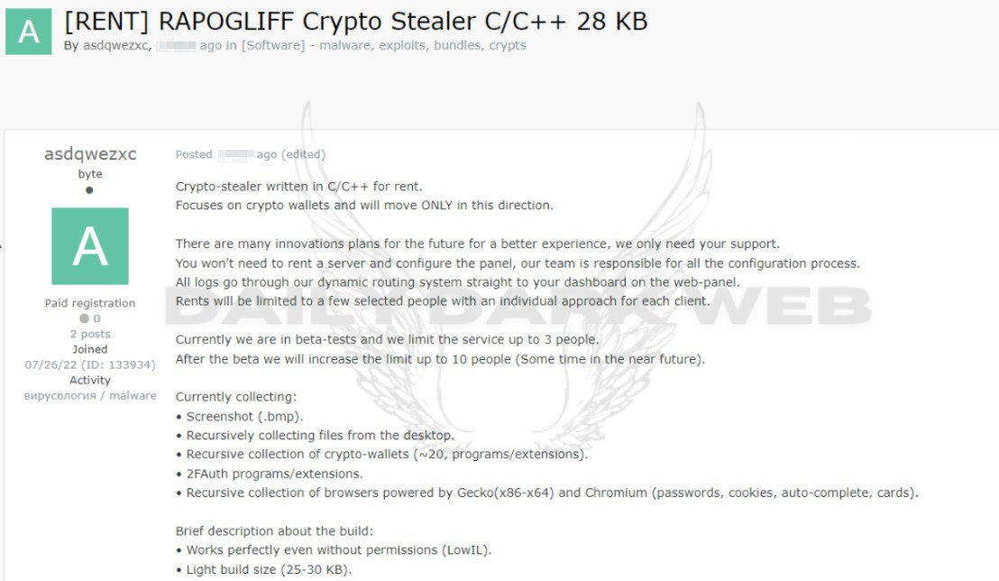 A
[RENT] RAPOGLIFF Crypto Stealer C/C++ 28 KB
By asdqwezxc, ago in [Software] - malware, exploits, bundles, crypts
asdqwezxc
byte
A
Paid registration
0
2 posts
Joined
07/26/22 (ID: 133934)
Activity
вирусология / malware
Posted ago (edited)
Crypto-stealer written in C/C++ for rent.
Focuses on crypto wallets and will move ONLY in this direction.
There are many innovations plans for the future for a better experience, we only need your support.
You won't need to rent a server and configure the panel, our team is responsible for all the configuration process.
All logs go through our dynamic routing system straight to your dashboard on the web-panel.
Rents will be limited to a few selected people with an individual approach for each client.
DAILY DARK WEB
Currently we are in beta-tests and we limit the service up to 3 people.
After the beta we will increase the limit up to 10 people (Some time in the near future).
Currently collecting:
• Screenshot (.bmp).
• Recursively collecting files from the desktop.
• Recursive collection of crypto-wallets (~20, programs/extensions).
• 2FAuth programs/extensions.
• Recursive collection of browsers powered by Gecko(x86-x64) and Chromium (passwords, cookies, auto-complete, cards).
Brief description about the build:
• Works perfectly even without permissions (LowIL).
• Light build size (25-30 KB).